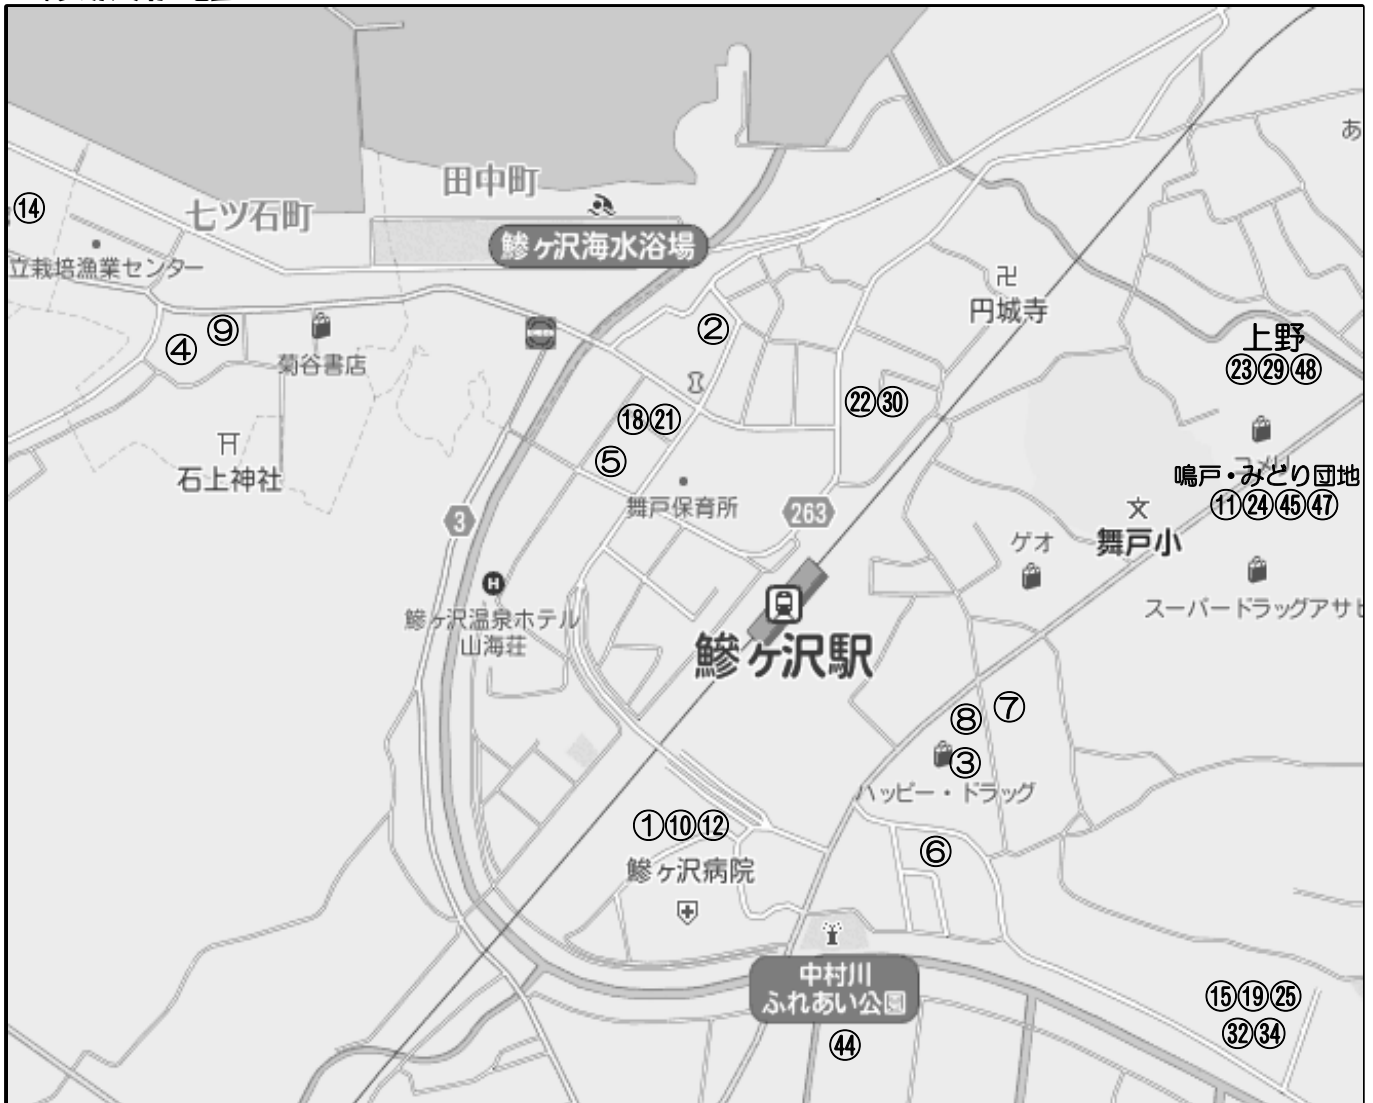 あ
田中町
⑭
七ツ石町
鰺ヶ沢海水浴場
立栽培漁業センター
円城寺
②
⑨
上野
④
菊谷書店
㉓㉙㊽
㉒㉚
⑱㉑
石上神社
⑤
コメリ
鳴戸・みどり団地
⑪㉔㊺㊼
舞戸保育所
263
3
文
舞戸小
ゲオ
H
鰺ヶ沢温泉ホテル
山海荘
スーパードラッグアサヒ
鰺ヶ沢駅
⑦
⑧
③
ハッピー・ドラッグ
①⑩⑫
⑥
鰺ヶ沢病院
中村川
ふれあい公園
⑮⑲㉕
㉜㉞
㊹